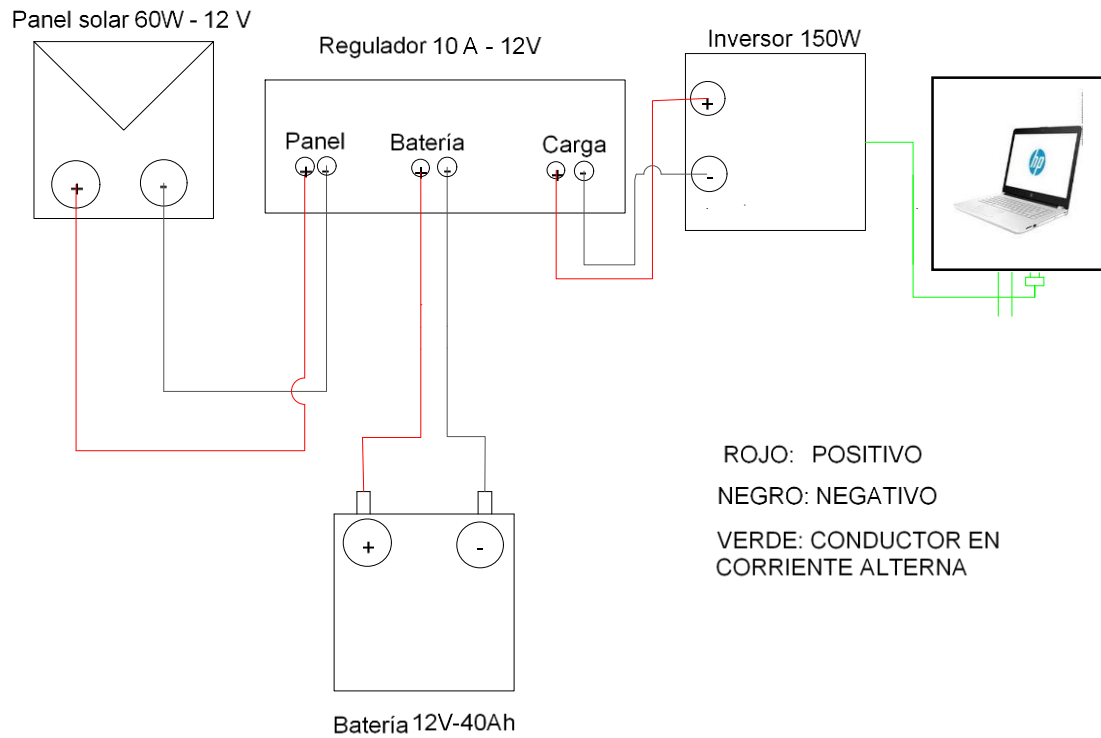 Panel solar 60W - 12 V
Regulador 10 A - 12V
Inversor 150W
Panel
Batería
Carga
+
-
+
-
+
-
+
-
+
-
hp
+
-
ROJO: POSITIVO
NEGRO: NEGATIVO
VERDE: CONDUCTOR EN
CORRIENTE ALTERNA
+
-
Batería 12V-40Ah